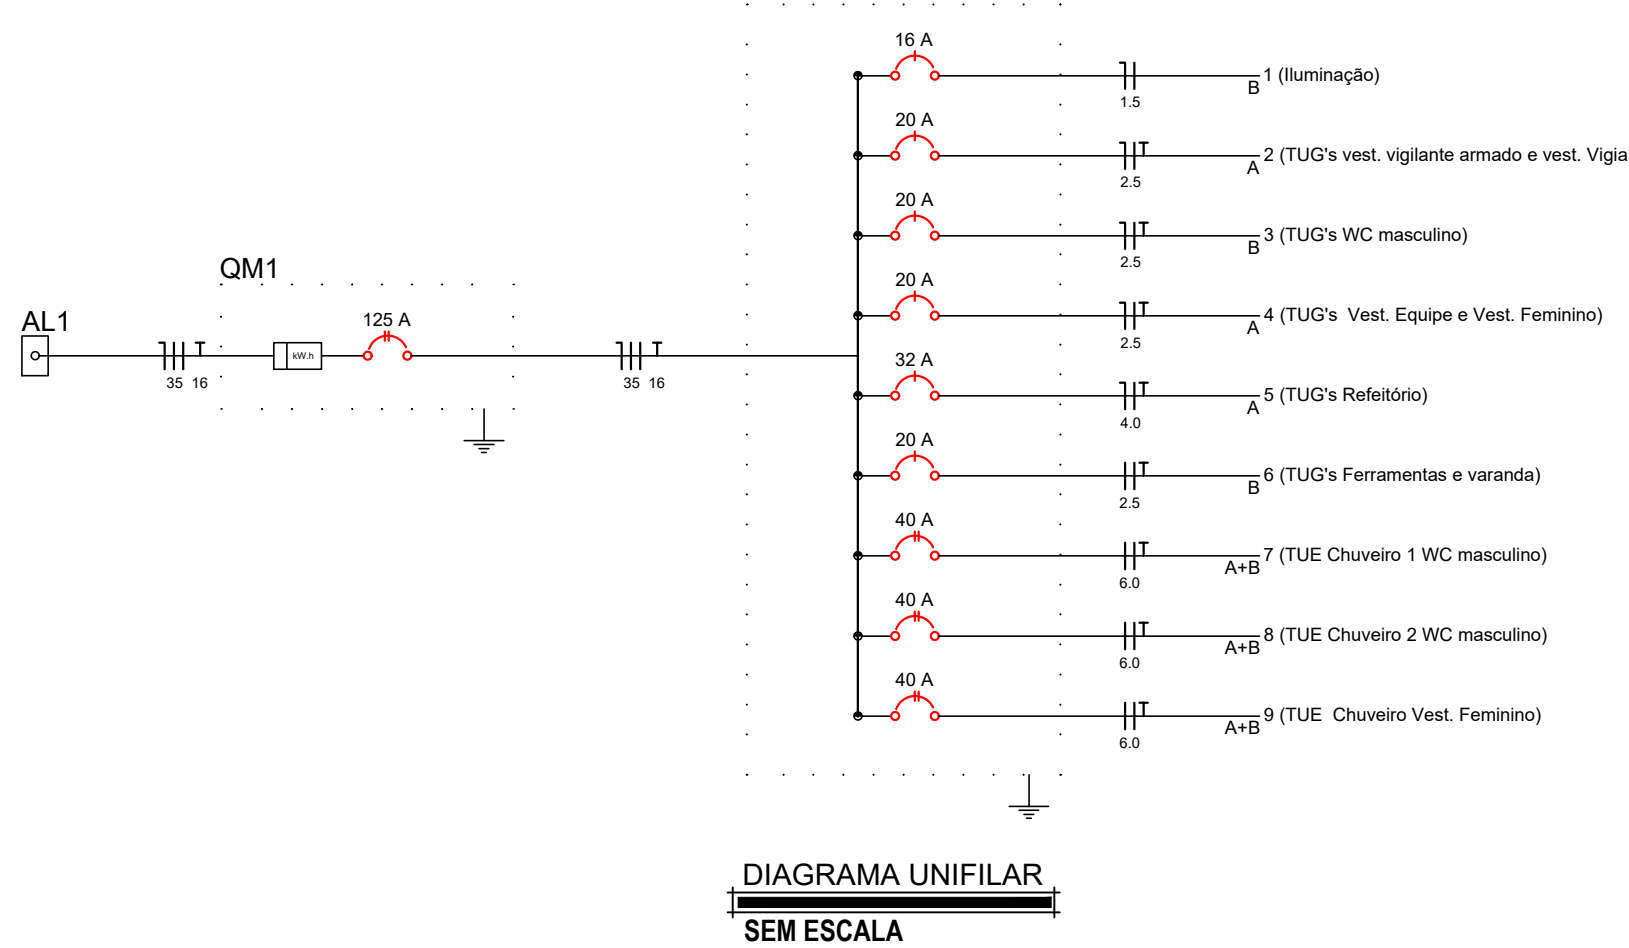 16 A
1 (Iluminação)
B
1.5
20 A
2 (TUG's vest. vigilante armado e vest. Vigia
A
2.5
20 A
3 (TUG's WC masculino)
B
2.5
QM1
20 A
4 (TUG's  Vest. Equipe e Vest. Feminino)
A
2.5
AL1
125 A
kW.h
35 16
35 16
32 A
5 (TUG's Refeitório)
A
4.0
20 A
6 (TUG's Ferramentas e varanda)
B
2.5
40 A
7 (TUE Chuveiro 1 WC masculino)
A+B
6.0
40 A
8 (TUE Chuveiro 2 WC masculino)
A+B
6.0
40 A
9 (TUE  Chuveiro Vest. Feminino)
A+B
6.0
DIAGRAMA UNIFILAR
SEM ESCALA